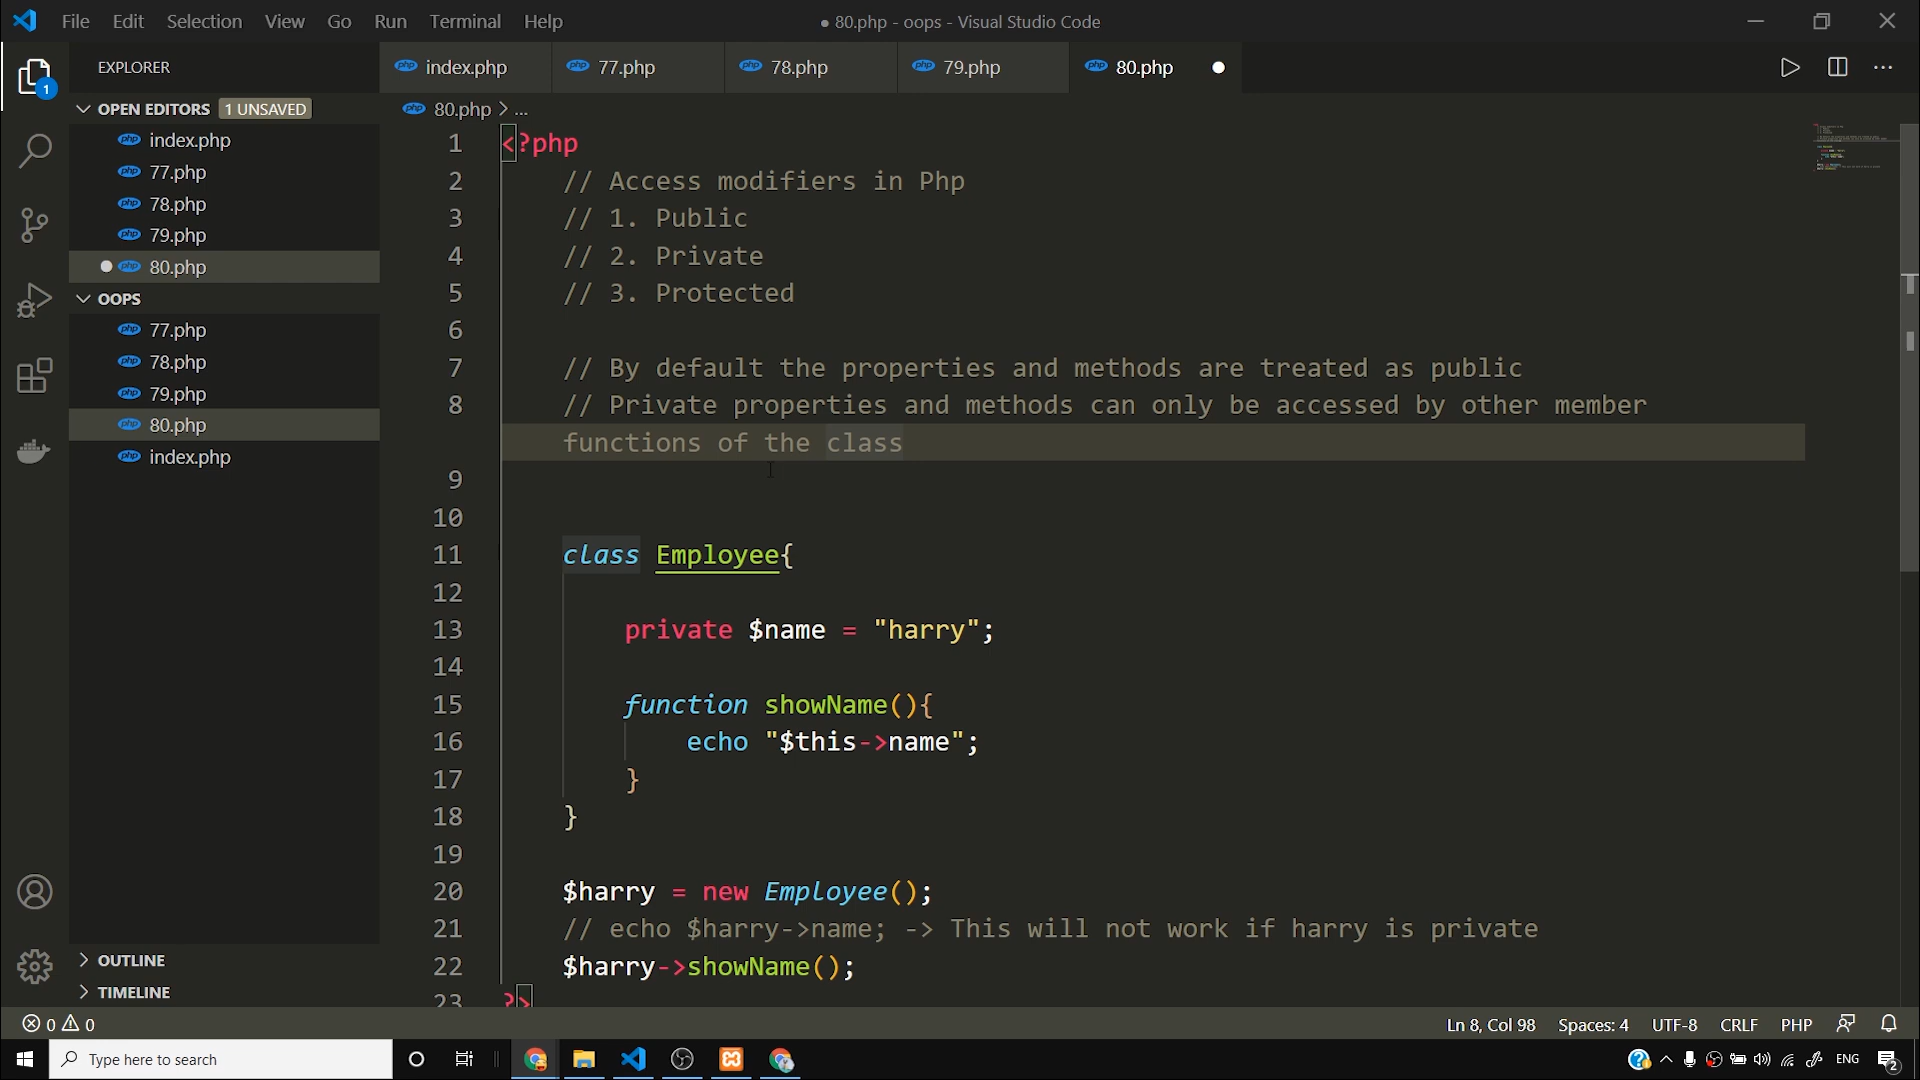 File Edit Selection View Go Run Terminal Help
● 80.php - oops - Visual Studio Code
EXPLORER
index.php
77.php
78.php
79.php
80.php
1
OPEN EDITORS 1 UNSAVED
80.php > ...
index.php
77.php
78.php
79.php
80.php
OOPS
77.php
78.php
79.php
80.php
index.php
OUTLINE
TIMELINE
1 <?php
2 // Access modifiers in Php
3 // 1. Public
4 // 2. Private
5 // 3. Protected
6
7 // By default the properties and methods are treated as public
8 // Private properties and methods can only be accessed by other member
functions of the class
9
10
11 class Employee{
12
13 private $name = "harry";
14
15 function showName(){
16 echo "$this->name";
17 }
18 }
19
20 $harry = new Employee();
21 // echo $harry->name; -> This will not work if harry is private
22 $harry->showName();
23 ?>
0 0
Ln 8, Col 98 Spaces: 4 UTF-8 CRLF PHP
Type here to search
ENG
2